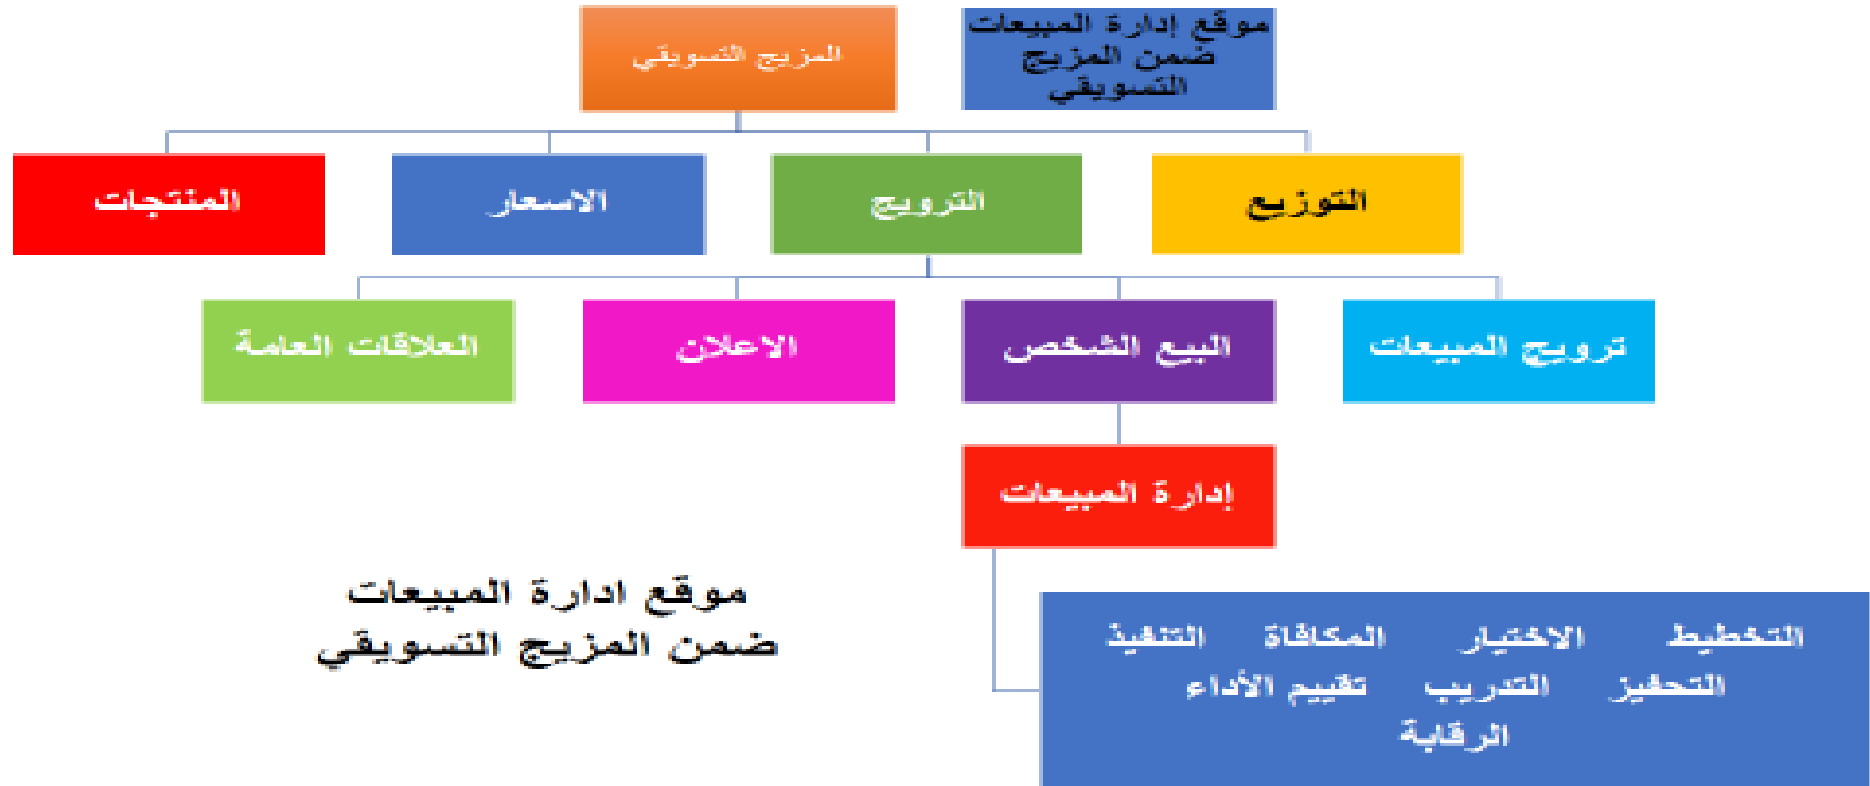 موقع إدارة المبيعات
ضمن المزيج
التسويقي
المزيج التسويقي
التوزيع
الترويج
الاسعار
المنتجات
ترويج المبيعات
البيع الشخص
الاعلان
العلاقات العامة
إدارة المبيعات
التخطيط الاختيار المكافاة التنفيذ
التحفيز التدريب تقييم الأداء
الرقابة
موقع ادارة المبيعات
ضمن المزيج التسويقي